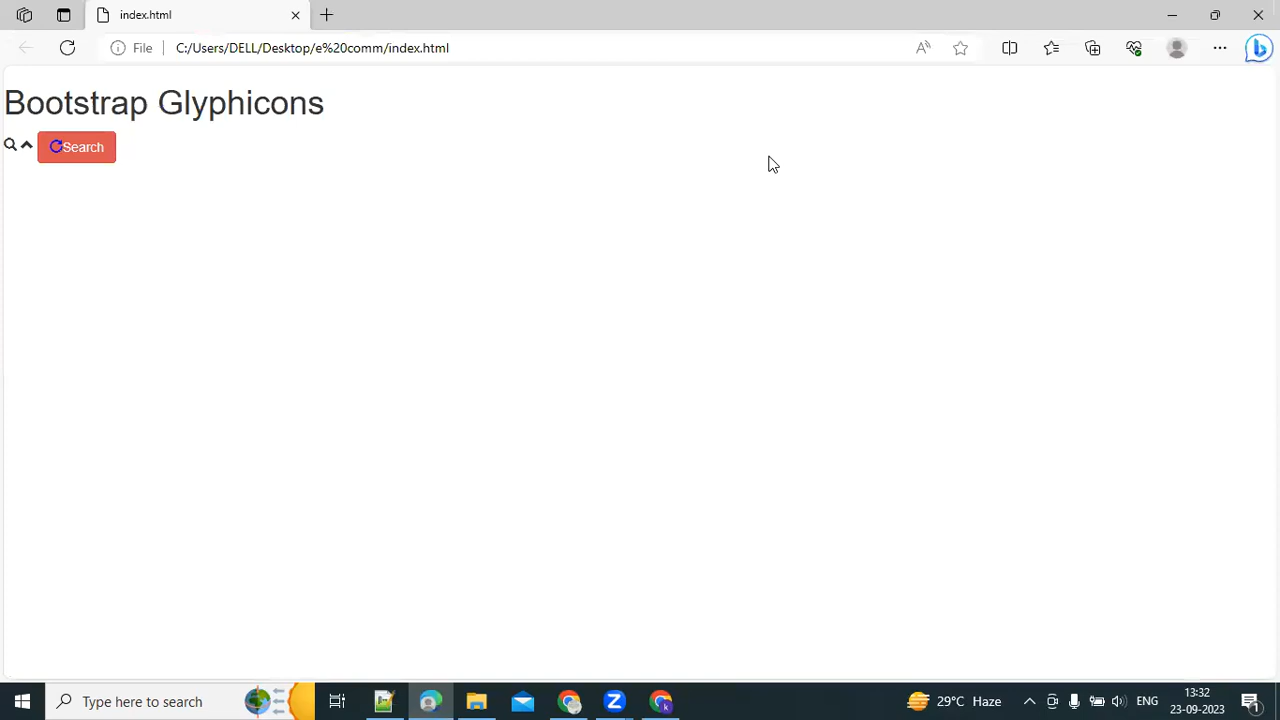 index.html
File
C:/Users/DELL/Desktop/e%20comm/index.html
Bootstrap Glyphicons
Search
Type here to search
29°C Haze
ENG
13:32
23-09-2023
1